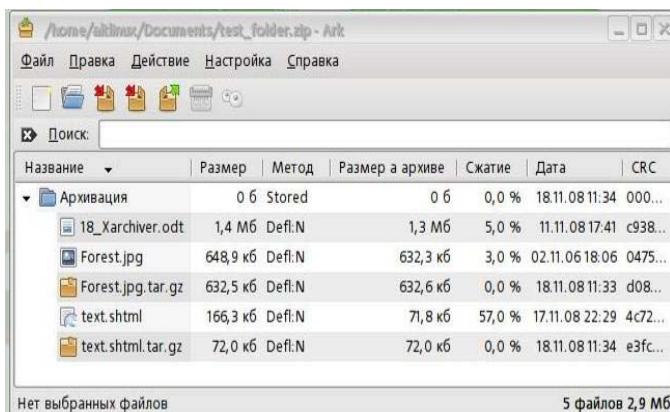 /home/altlinux/Documents/test_folder.zip - Ark
Файл Правка Действие Настройка Справка
Поиск:
Название Размер Метод Размер а архиве Сжатие Дата CRC
Архивация 0 б Stored 0 б 0,0 % 18.11.08 11:34 000...
18_Xarchiver.odt 1,4 Мб Defl:N 1,3 Мб 5,0 % 11.11.08 17:41 c938...
Forest.jpg 648,9 кб Defl:N 632,3 кб 3,0 % 02.11.06 18:06 0475...
Forest.jpg.tar.gz 632,5 кб Defl:N 632,6 кб 0,0 % 18.11.08 11:33 d08...
text.shtml 166,3 кб Defl:N 71,8 кб 57,0 % 17.11.08 22:29 4c72...
text.shtml.tar.gz 72,0 кб Defl:N 72,0 кб 0,0 % 18.11.08 11:34 e3fc...
Нет выбранных файлов 5 файлов 2,9 Мб